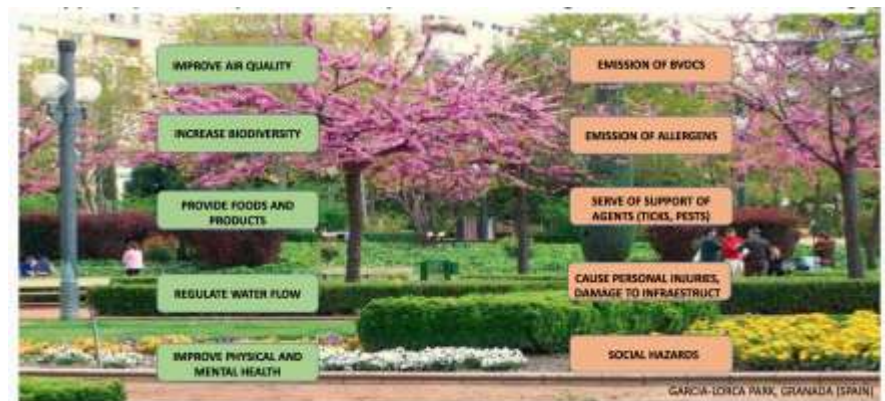 IMPROVE AIR QUALITY
INCREASE BIODIVERSITY
PROVIDE FOODS AND
PRODUCTS
REGULATE WATER FLOW
IMPROVE PHYSICAL AND
MENTAL HEALTH
EMISSION OF BVOCS
EMISSION OF ALLERGENS
SERVE OF SUPPORT OF
AGENTS (TICKS, PESTS)
CAUSE PERSONAL INJURIES,
DAMAGE TO INFRAESTRUCT
SOCIAL HAZARDS
GARCIA-LORCA PARK, GRANADA (SPAIN)